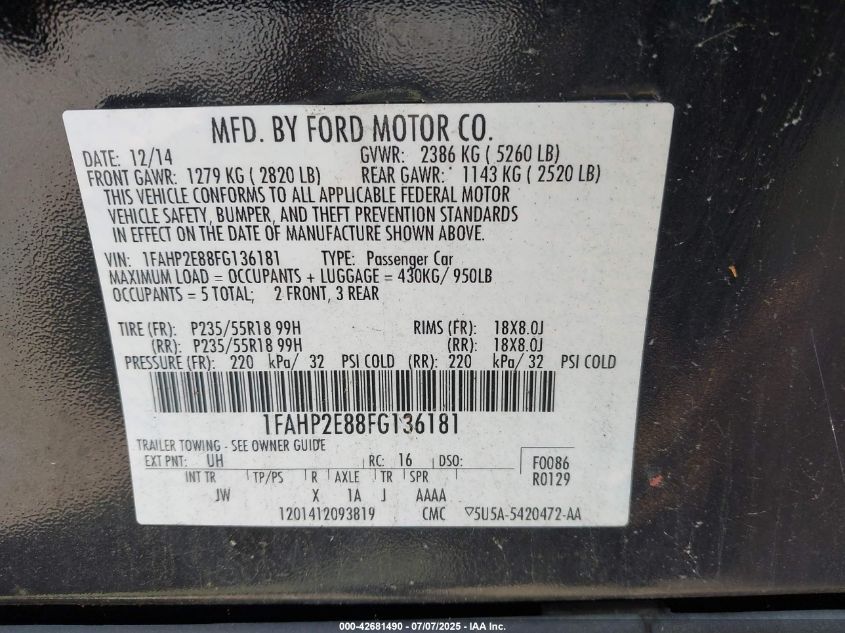 MFD. BY FORD MOTOR CO.
DATE: 12/14 GVWR: 2386 KG ( 5260 LB)
FRONT GAWR: 1279 KG ( 2820 LB) REAR GAWR: 1143 KG ( 2520 LB)
THIS VEHICLE CONFORMS TO ALL APPLICABLE FEDERAL MOTOR
VEHICLE SAFETY, BUMPER, AND THEFT PREVENTION STANDARDS
IN EFFECT ON THE DATE OF MANUFACTURE SHOWN ABOVE.
VIN: 1FAHP2E88FG136181 TYPE: Passenger Car
MAXIMUM LOAD = OCCUPANTS + LUGGAGE = 430KG/ 950LB
OCCUPANTS = 5 TOTAL; 2 FRONT, 3 REAR
TIRE (FR): P235/55R18 99H RIMS (FR): 18X8.0J
(RR): P235/55R18 99H (RR): 18X8.0J
PRESSURE (FR): 220 kPa/ 32 PSI COLD (RR): 220 kPa/ 32 PSI COLD
1FAHP2E88FG136181
TRAILER TOWING - SEE OWNER GUIDE
EXT PNT: UH RC: 16 DSO: F0086
R0129
INT TR TP/PS R AXLE TR SPR
JW X 1A J AAAA
1201412093819 CMC ▽5U5A-5420472-AA
000-42681490 - 07/07/2025 - IAA Inc.